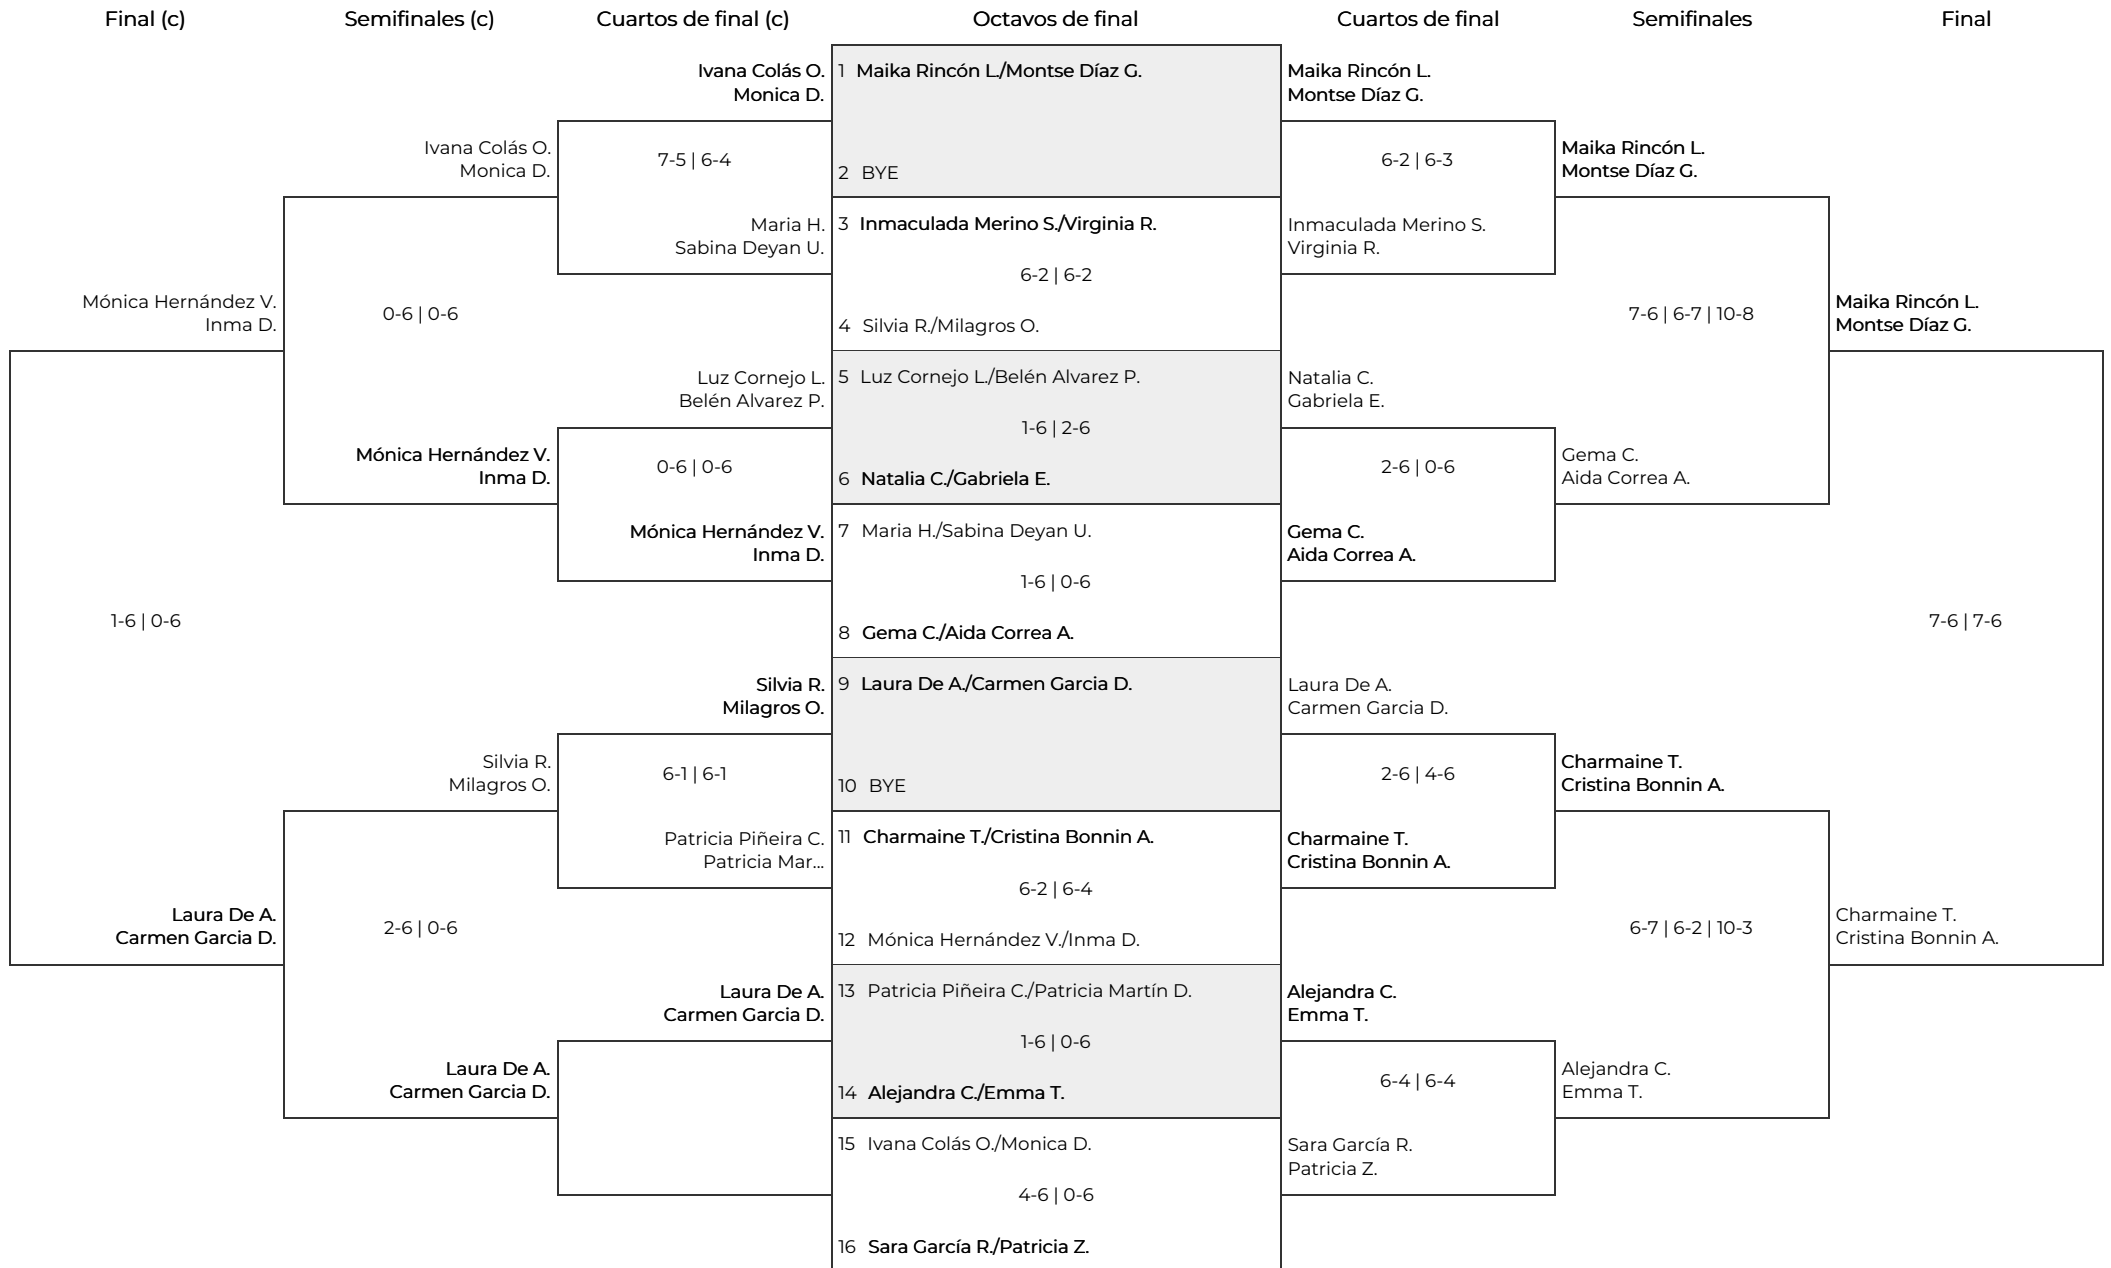 Final (c)
Semifinales (c)
Cuartos de final (c)
Octavos de final
Cuartos de final
Semifinales
Final
Mónica Hernández V.
Inma D.
1-6 | 0-6
Laura De A.
Carmen Garcia D.
Ivana Colás O.
Monica D.
0-6 | 0-6
Mónica Hernández V.
Inma D.
Silvia R.
Milagros O.
2-6 | 0-6
Laura De A.
Carmen Garcia D.
Ivana Colás O.
Monica D.
7-5 | 6-4
Maria H.
Sabina Deyan U.
Luz Cornejo L.
Belén Alvarez P.
0-6 | 0-6
Mónica Hernández V.
Inma D.
Silvia R.
Milagros O.
6-1 | 6-1
Patricia Piñeira C.
Patricia Mar...
Laura De A.
Carmen Garcia D.
1 Maika Rincón L./Montse Díaz G.
2 BYE
3 Inmaculada Merino S./Virginia R.
6-2 | 6-2
4 Silvia R./Milagros O.
5 Luz Cornejo L./Belén Alvarez P.
1-6 | 2-6
6 Natalia C./Gabriela E.
7 Maria H./Sabina Deyan U.
1-6 | 0-6
8 Gema C./Aida Correa A.
9 Laura De A./Carmen Garcia D.
10 BYE
11 Charmaine T./Cristina Bonnin A.
6-2 | 6-4
12 Mónica Hernández V./Inma D.
13 Patricia Piñeira C./Patricia Martín D.
1-6 | 0-6
14 Alejandra C./Emma T.
15 Ivana Colás O./Monica D.
4-6 | 0-6
16 Sara García R./Patricia Z.
Maika Rincón L.
Montse Díaz G.
6-2 | 6-3
Inmaculada Merino S.
Virginia R.
Natalia C.
Gabriela E.
2-6 | 0-6
Gema C.
Aida Correa A.
Laura De A.
Carmen Garcia D.
2-6 | 4-6
Charmaine T.
Cristina Bonnin A.
Alejandra C.
Emma T.
6-4 | 6-4
Sara García R.
Patricia Z.
Maika Rincón L.
Montse Díaz G.
7-6 | 6-7 | 10-8
Gema C.
Aida Correa A.
Charmaine T.
Cristina Bonnin A.
6-7 | 6-2 | 10-3
Alejandra C.
Emma T.
Maika Rincón L.
Montse Díaz G.
7-6 | 7-6
Charmaine T.
Cristina Bonnin A.